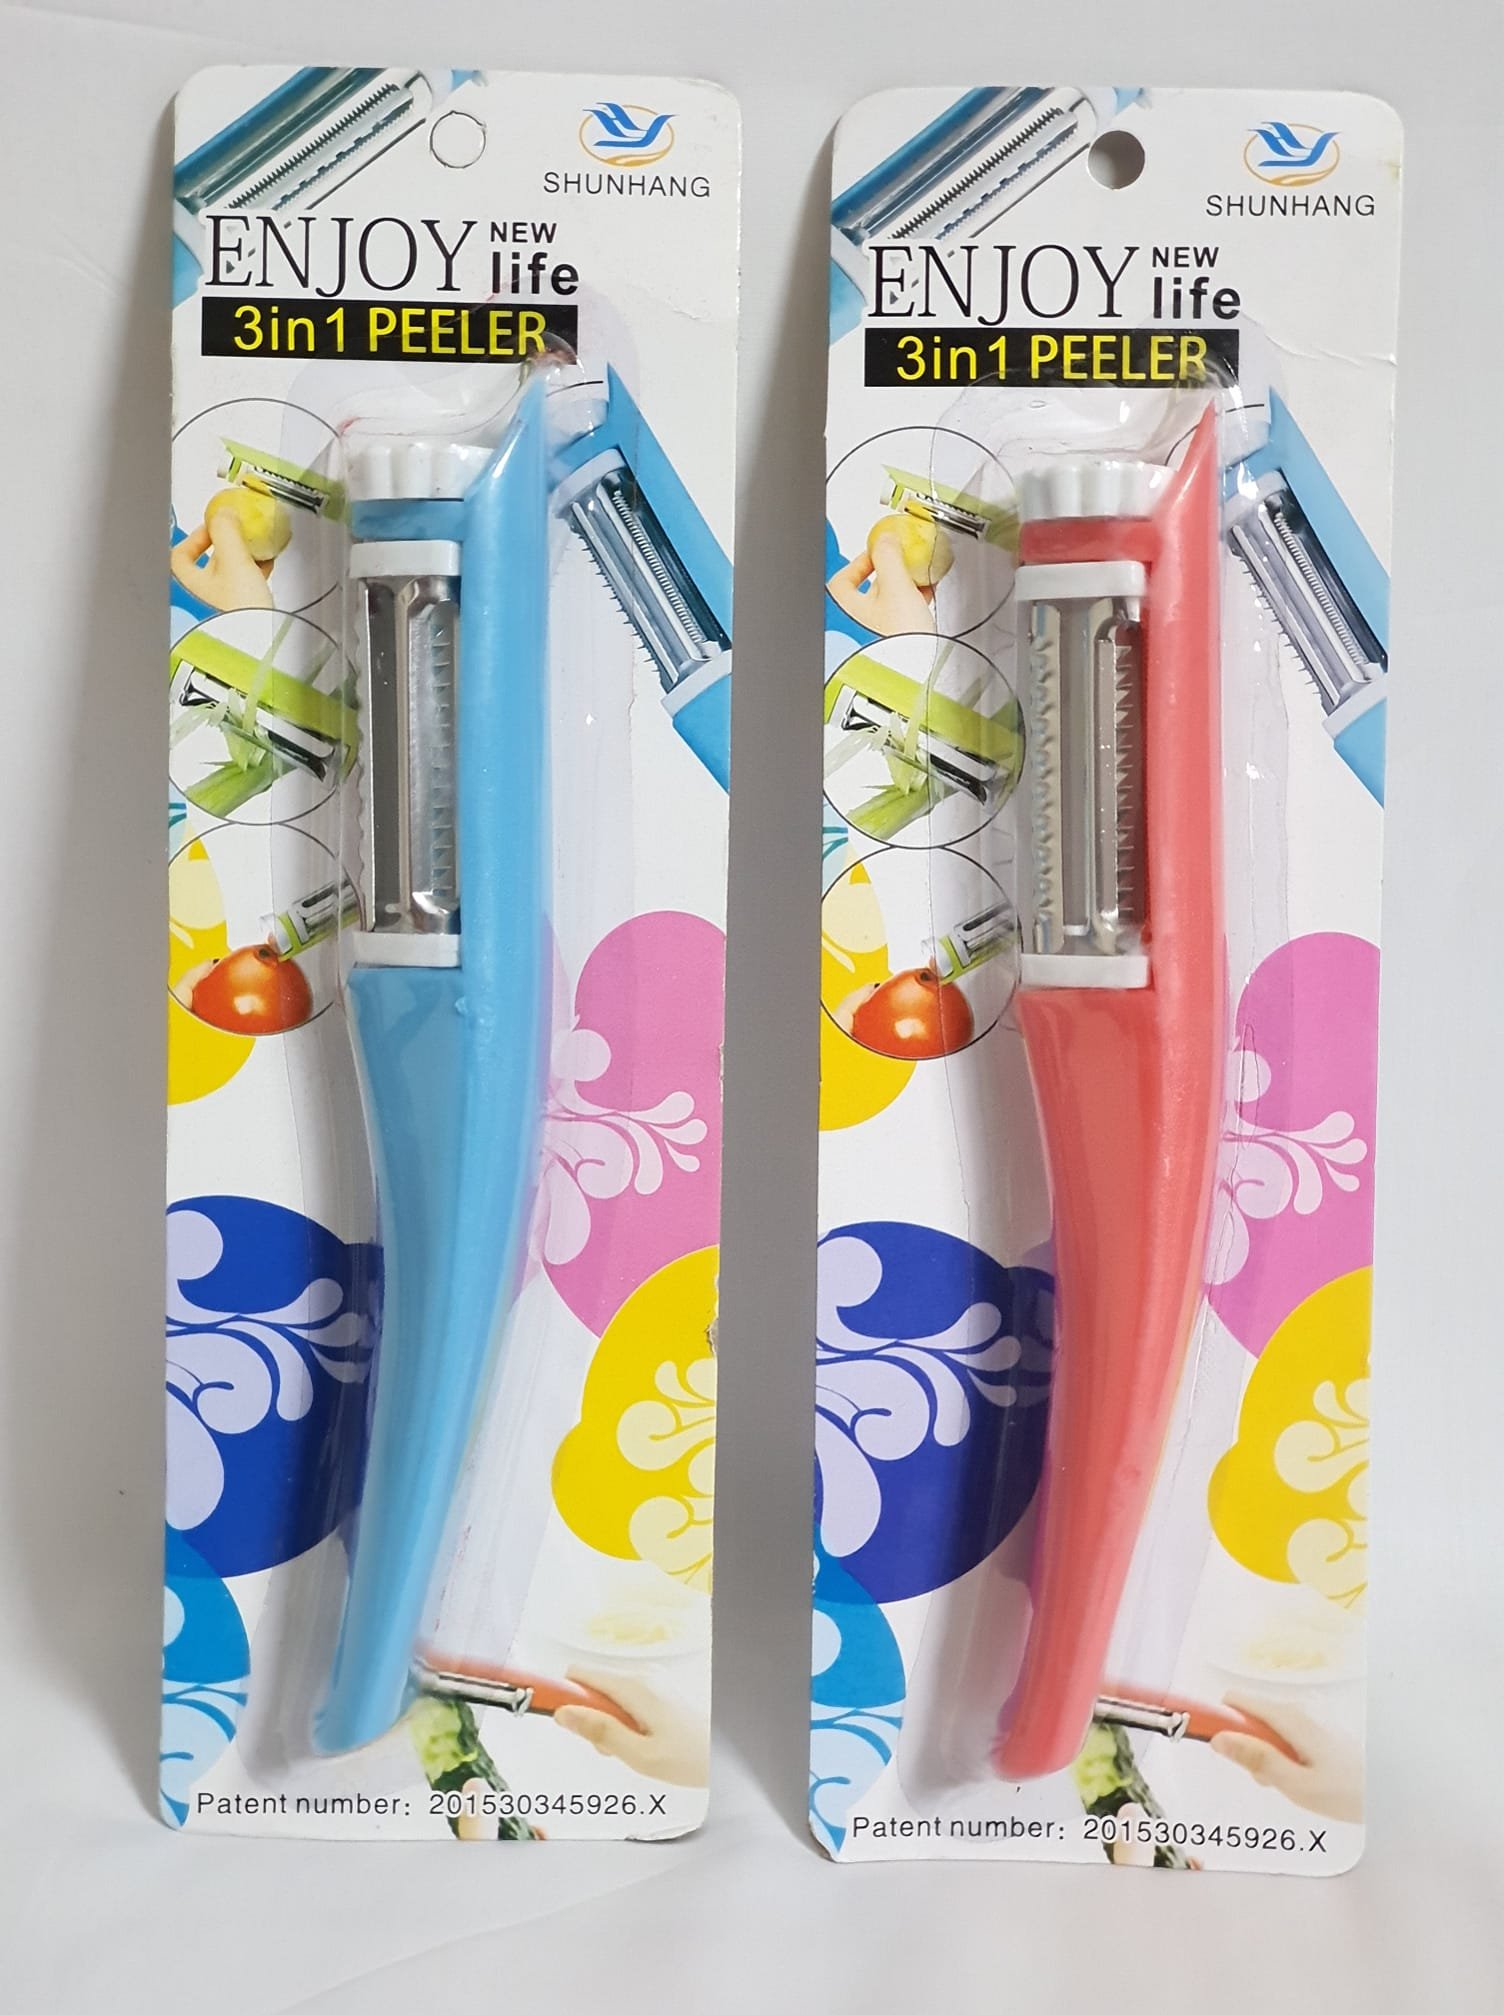 SHUNHANG
ENJOY NEW life
3in1 PEELER
Patent number: 201530345926.X
SHUNHANG
ENJOY NEW life
3in1 PEELER
Patent number: 201530345926.X